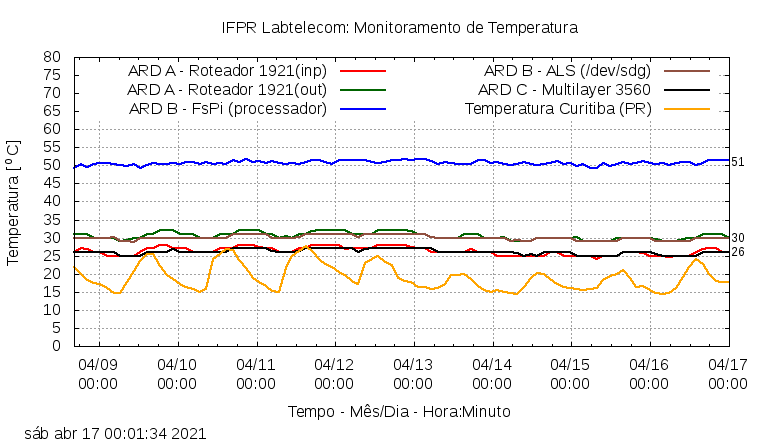 IFPR Labtelecom: Monitoramento de Temperatura
ARD A - Roteador 1921(inp)
ARD A - Roteador 1921(out)
ARD B - FsPi (processador)
ARD B - ALS (/dev/sdg)
ARD C - Multilayer 3560
Temperatura Curitiba (PR)
Temperatura [ °C]
80
75
70
65
60
55
50
45
40
35
30
25
20
15
10
5
0
51
30
26
04/09 04/10 04/11 04/12 04/13 04/14 04/15 04/16 04/17
00:00 00:00 00:00 00:00 00:00 00:00 00:00 00:00 00:00
Tempo - Mês/Dia - Hora:Minuto
sáb abr 17 00:01:34 2021